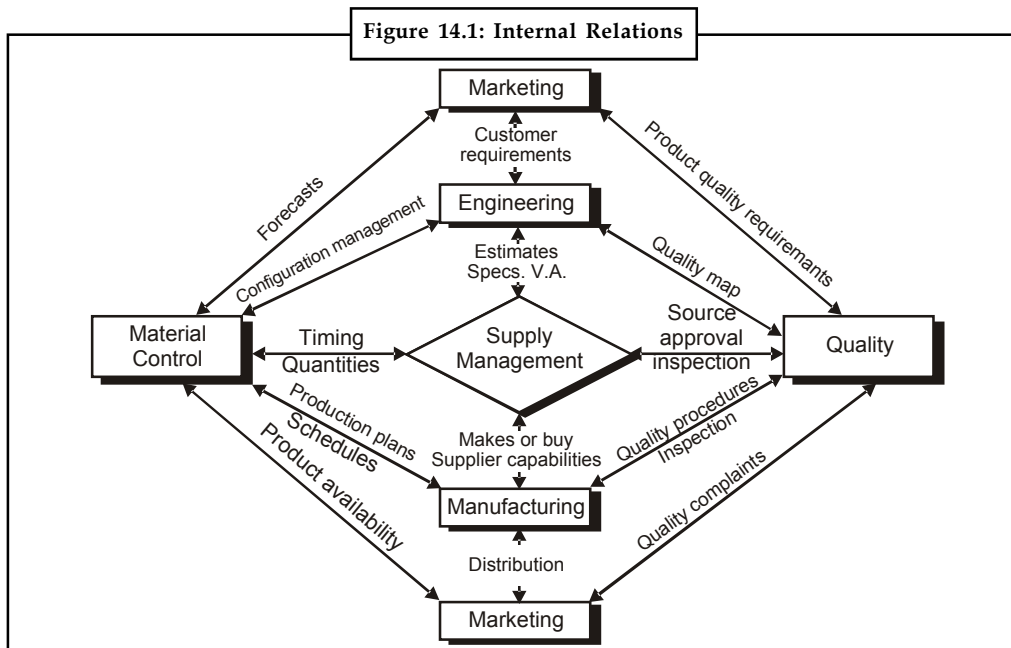 Figure 14.1: Internal Relations
Marketing
Customer
requirements
Forecasts
Product quality requirements
Engineering
Configuration management
Estimates
Specs. V.A.
Quality map
Material
Control
Timing
Quantities
Supply
Management
Source
approval
inspection
Quality
Production plans
Schedules
Makes or buy
Supplier capabilities
Quality procedures
Inspection
Product availability
Manufacturing
Quality complaints
Distribution
Marketing